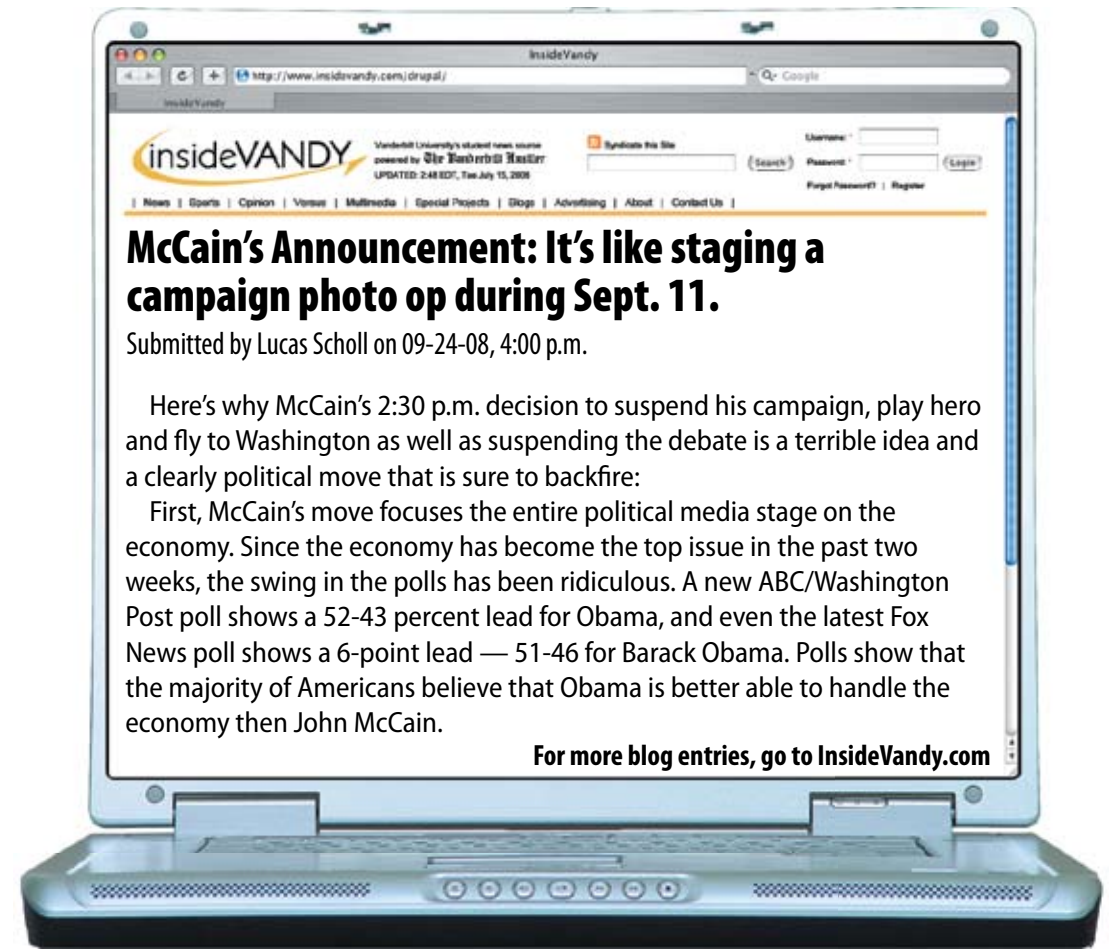 InsideVandy
http://www.insidevandy.com/drupal/
Google
InsideVandy
insideVANDY
Vanderbilt University's student news source
powered by The Vanderbilt Hustler
UPDATED: 2:48 EDT, Tue July 15, 2008
Syndicate this Site
(Search)
Username: *
Password: *
(Login)
Forgot Password? | Register
| News | Sports | Opinion | Versus | Multimedia | Special Projects | Blogs | Advertising | About | Contact Us |
McCain's Announcement: It's like staging a
campaign photo op during Sept. 11.
Submitted by Lucas Scholl on 09-24-08, 4:00 p.m.
Here's why McCain's 2:30 p.m. decision to suspend his campaign, play hero
and fly to Washington as well as suspending the debate is a terrible idea and
a clearly political move that is sure to backfire:
First, McCain's move focuses the entire political media stage on the
economy. Since the economy has become the top issue in the past two
weeks, the swing in the polls has been ridiculous. A new ABC/Washington
Post poll shows a 52-43 percent lead for Obama, and even the latest Fox
News poll shows a 6-point lead — 51-46 for Barack Obama. Polls show that
the majority of Americans believe that Obama is better able to handle the
economy then John McCain.
For more blog entries, go to InsideVandy.com